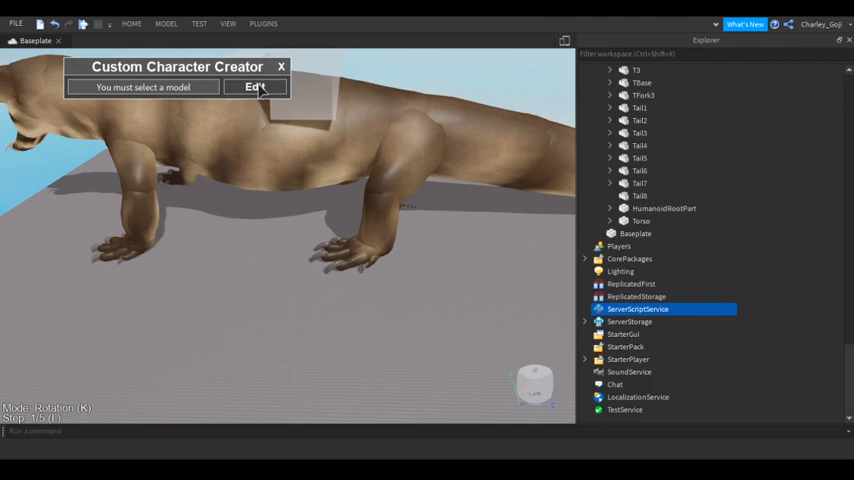 FILE HOME MODEL TEST VIEW PLUGINS What's New Charley_Goji
Baseplate Explorer
Filter workspace (Ctrl+Shift+X)
Custom Character Creator X
You must select a model Edit
T3
TBase
TFork3
Tail1
Tail2
Tail3
Tail4
Tail5
Tail6
Tail7
Tail8
HumanoidRootPart
Torso
Baseplate
Players
CorePackages
Lighting
ReplicatedFirst
ReplicatedStorage
ServerScriptService
ServerStorage
StarterGui
StarterPack
StarterPlayer
SoundService
Chat
LocalizationService
TestService
Left
Mode: Rotation (K)
Step: 1/5 (L)
Run a command